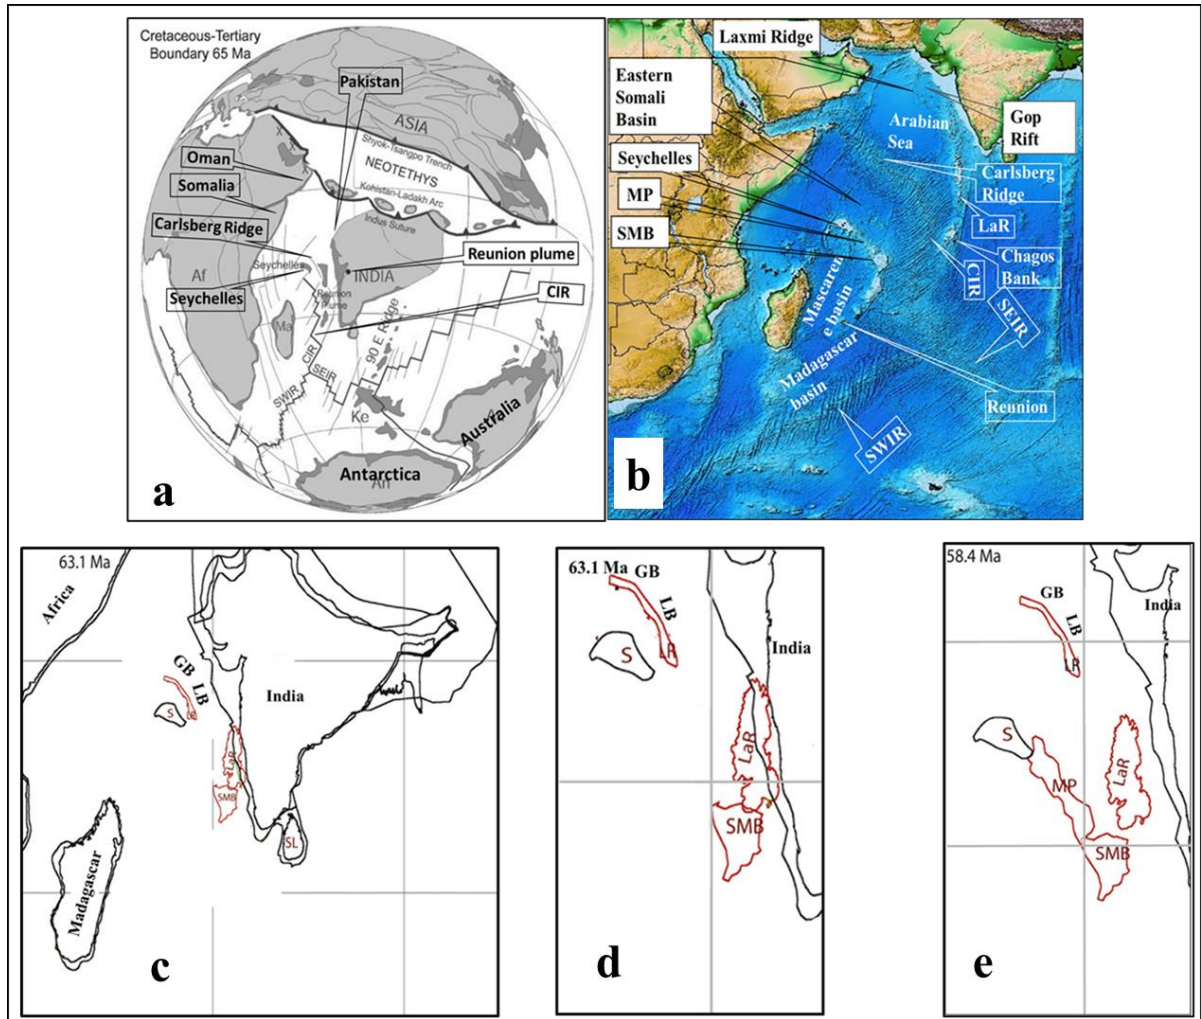 Cretaceous-Tertiary
Boundary 65 Ma
Pakistan
ASIA
Oman
Shyok-Tsangpo Trench
NEOTETHYS
Somalia
Kohistan-Ladakh Arc
Indus Suture
Carlsberg Ridge
Reunion plume
Seychelles
INDIA
Af
Seychelles
Reunion
Plume
CIR
Ma
90 E Ridge
CIR
SEIR
SWIR
Ke
Australia
Antarctica
An
a
Laxmi Ridge
Eastern
Somali
Basin
Gop
Rift
Arabian
Sea
Seychelles
Carlsberg
Ridge
MP
LaR
SMB
Chagos
Bank
CIR
SEIR
Mascaren
e basin
Madagascar
basin
Reunion
SWIR
b
63.1 Ma
Africa
GB
LB
India
S
LR
LaR
SMB
SL
Madagascar
c
63.1 Ma
GB
LB
S
LR
India
LaR
SMB
d
58.4 Ma
GB
India
LB
LR
S
MP
LaR
SMB
e